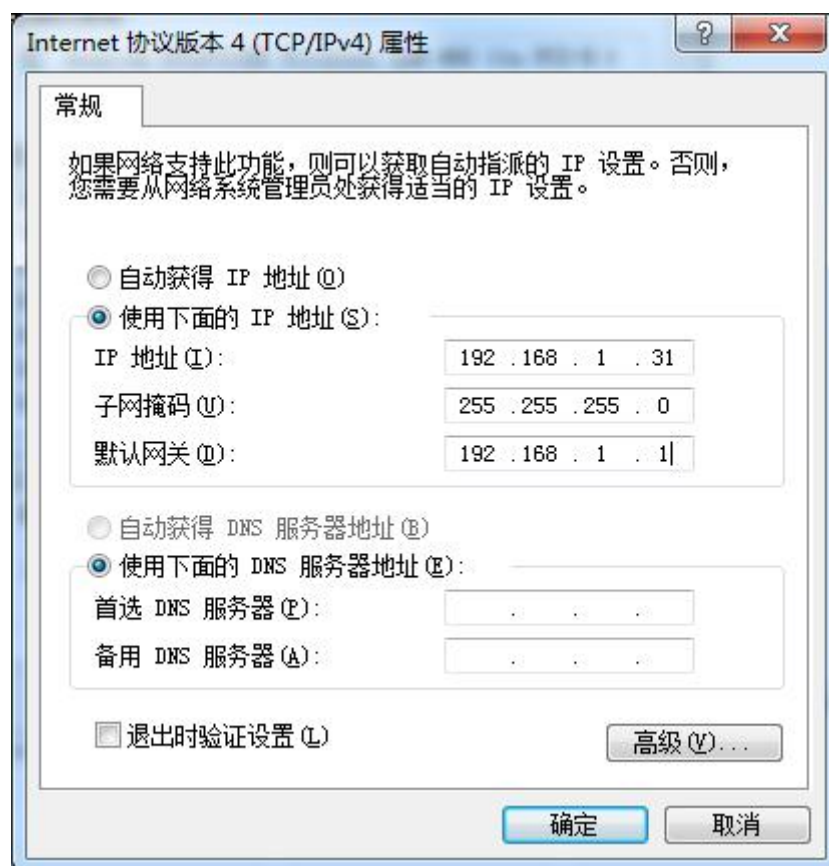 Internet 协议版本 4 (TCP/IPv4) 属性
常规
如果网络支持此功能，则可以获取自动指派的 IP 设置。否则，
您需要从网络系统管理员处获得适当的 IP 设置。
自动获得 IP 地址(O)
使用下面的 IP 地址(S):
IP 地址(I): 192 .168 . 1 . 31
子网掩码(U): 255 .255 .255 . 0
默认网关(D): 192 .168 . 1 . 1
自动获得 DNS 服务器地址(B)
使用下面的 DNS 服务器地址(E):
首选 DNS 服务器(P): . . .
备用 DNS 服务器(A): . . .
退出时验证设置(L)
高级(V)...
确定 取消